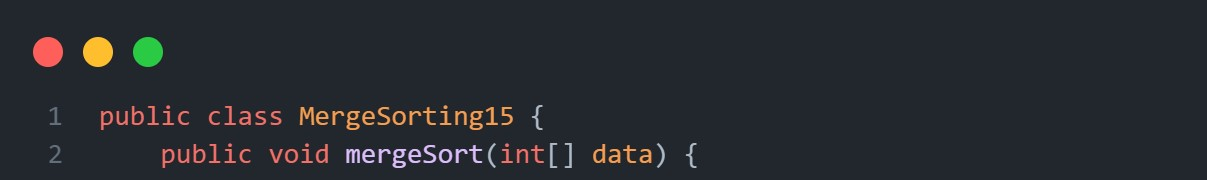 1 public class MergeSorting15 {
2     public void mergeSort(int[] data) {